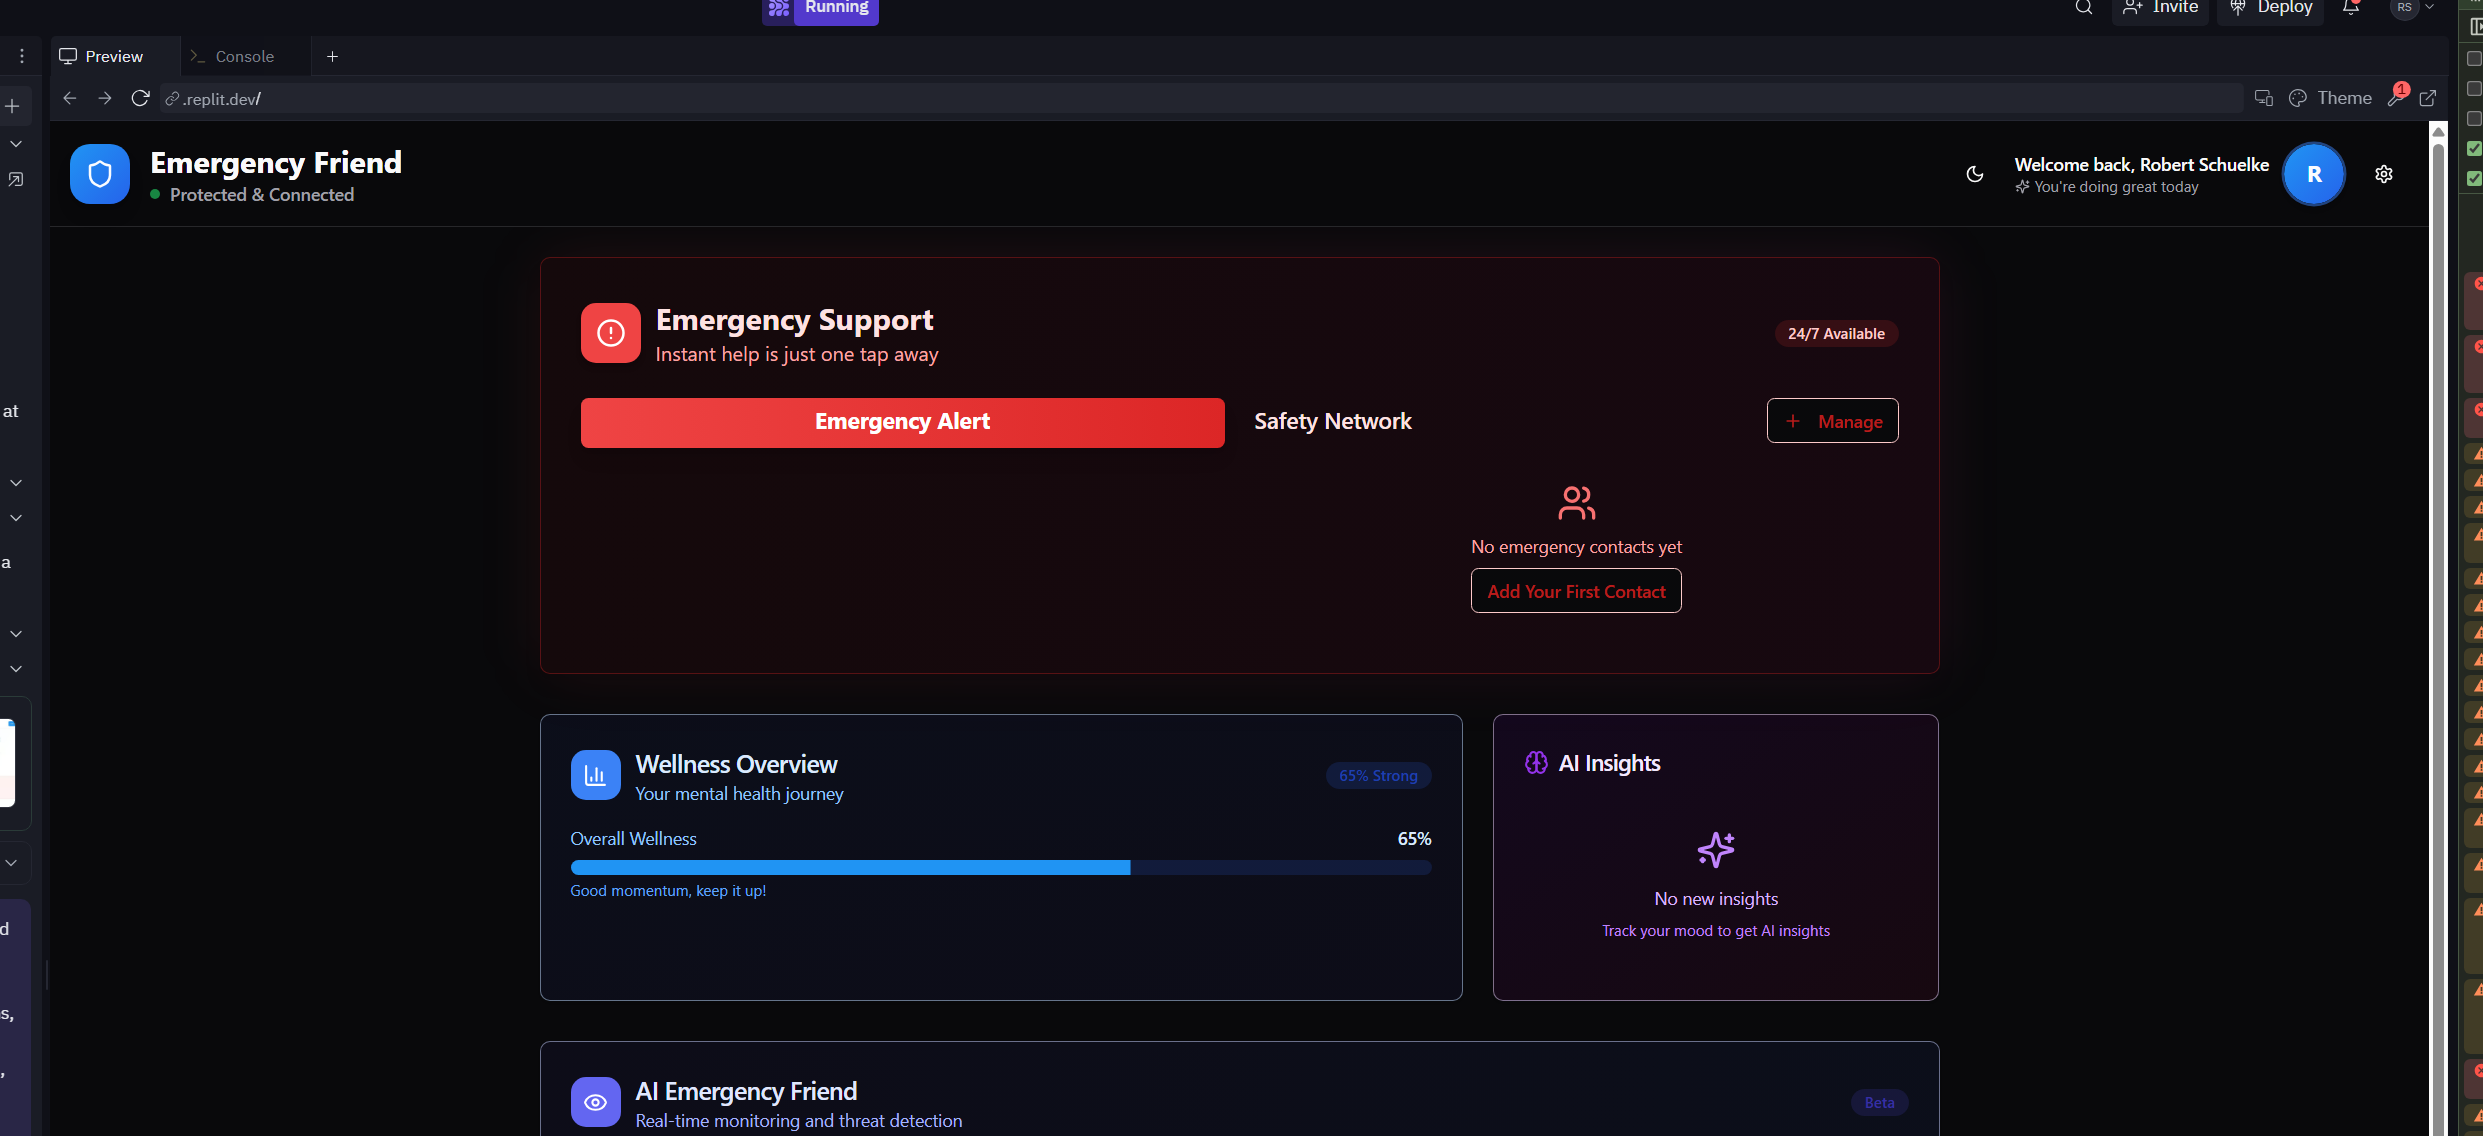 Running
Invite
Deploy
RS
Preview
Console
.replit.dev/
Theme
1
Emergency Friend
Protected & Connected
Welcome back, Robert Schuelke
You're doing great today
R
Emergency Support
Instant help is just one tap away
24/7 Available
Emergency Alert
Safety Network
Manage
No emergency contacts yet
Add Your First Contact
at
a
d
s,
,
Wellness Overview
Your mental health journey
65% Strong
Overall Wellness
65%
Good momentum, keep it up!
AI Insights
No new insights
Track your mood to get AI insights
AI Emergency Friend
Real-time monitoring and threat detection
Beta